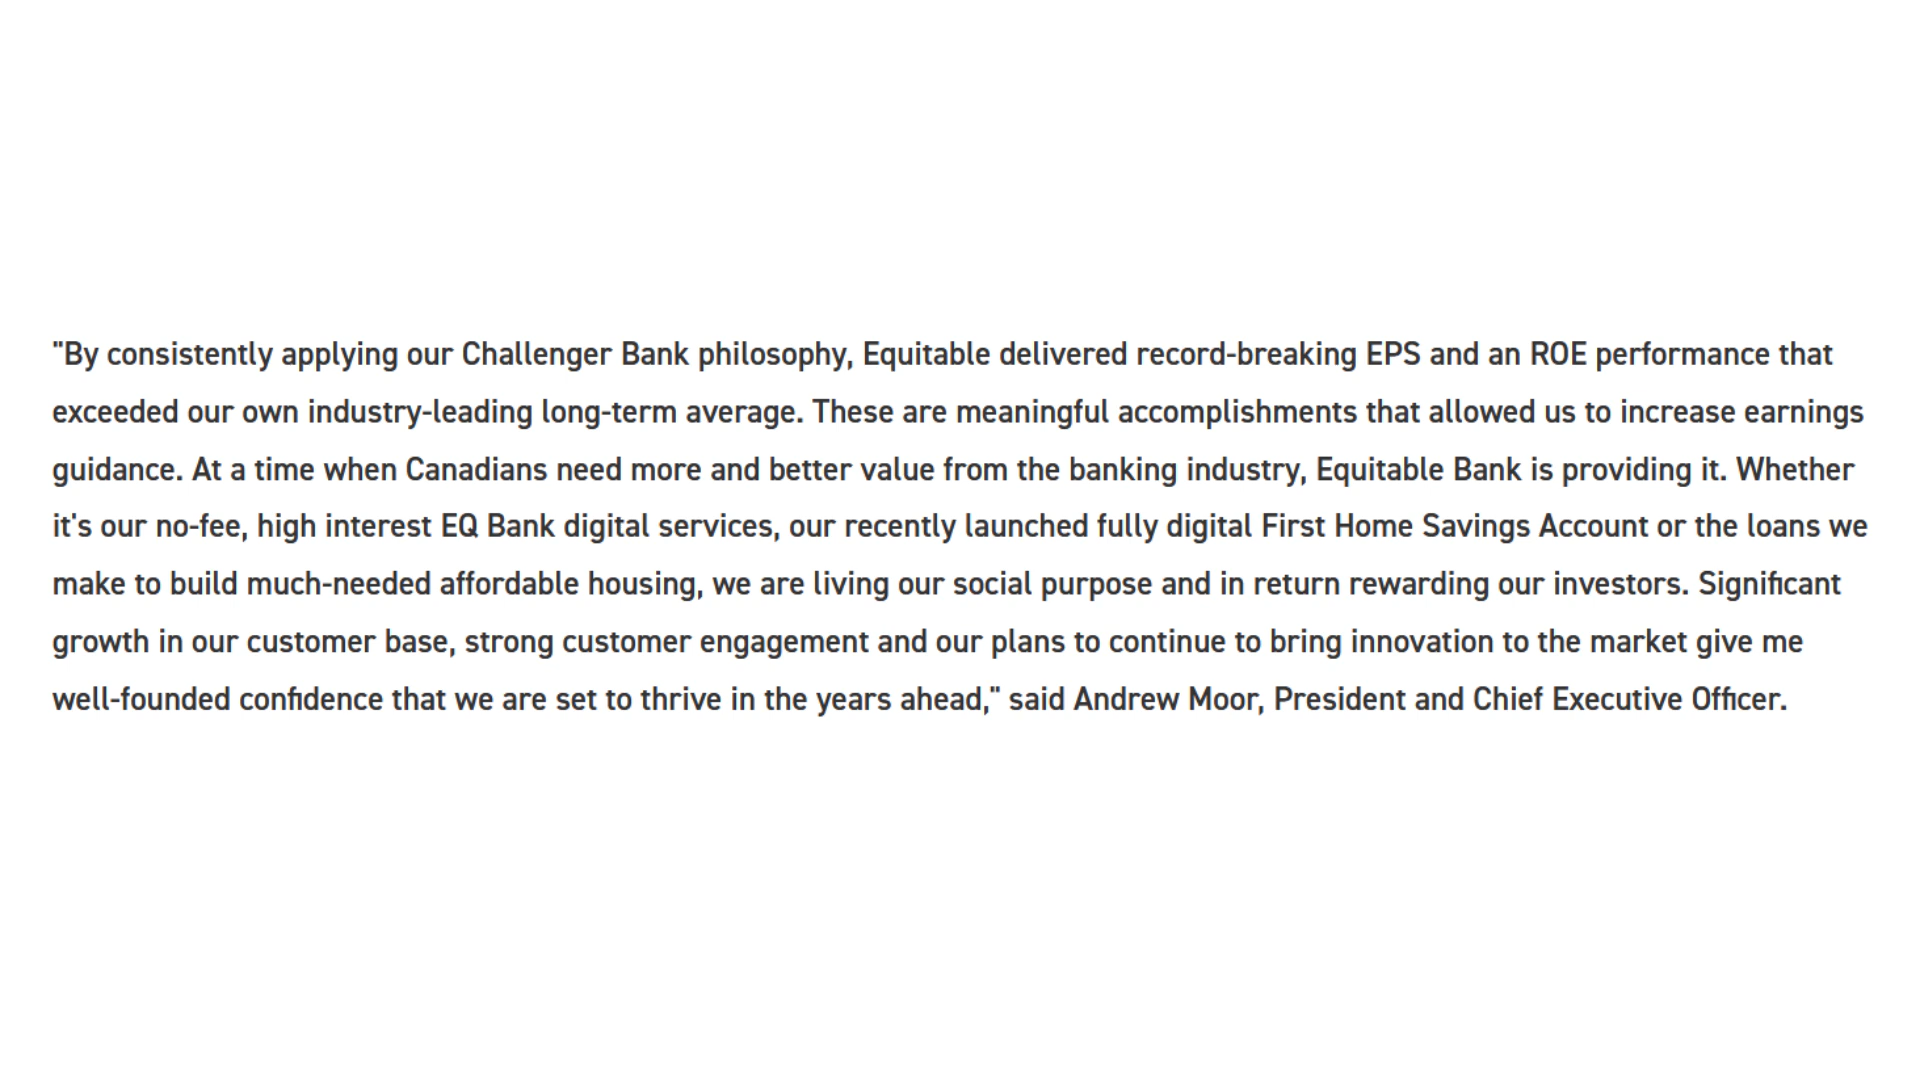 "By consistently applying our Challenger Bank philosophy, Equitable delivered record-breaking EPS and an ROE performance that
exceeded our own industry-leading long-term average. These are meaningful accomplishments that allowed us to increase earnings
guidance. At a time when Canadians need more and better value from the banking industry, Equitable Bank is providing it. Whether
it's our no-fee, high interest EQ Bank digital services, our recently launched fully digital First Home Savings Account or the loans we
make to build much-needed affordable housing, we are living our social purpose and in return rewarding our investors. Significant
growth in our customer base, strong customer engagement and our plans to continue to bring innovation to the market give me
well-founded confidence that we are set to thrive in the years ahead," said Andrew Moor, President and Chief Executive Officer.